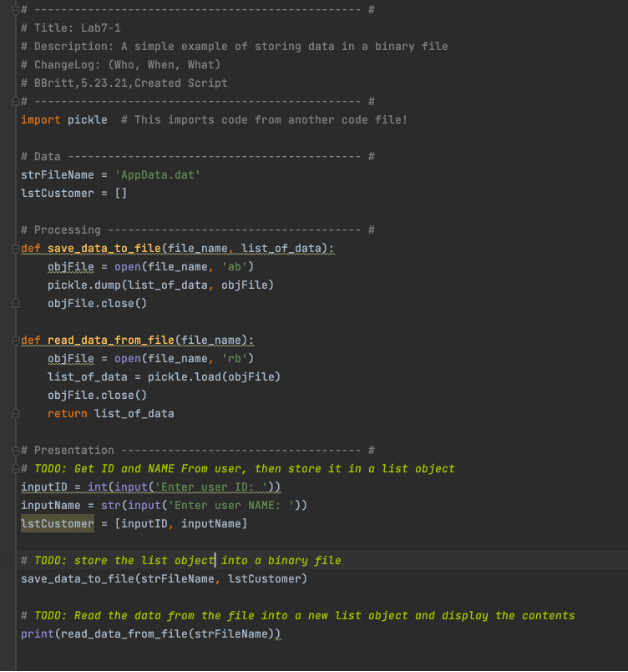 # ------------------------------------------------- #
# Title: Lab7-1
# Description: A simple example of storing data in a binary file
# ChangeLog: (Who, When, What)
# BBritt,5.23.21,Created Script
# ------------------------------------------------- #
import pickle  # This imports code from another code file!
# Data -------------------------------------------- #
strFileName = 'AppData.dat'
lstCustomer = []
# Processing -------------------------------------- #
def save_data_to_file(file_name, list_of_data):
    objFile = open(file_name, 'ab')
    pickle.dump(list_of_data, objFile)
    objFile.close()
def read_data_from_file(file_name):
    objFile = open(file_name, 'rb')
    list_of_data = pickle.load(objFile)
    objFile.close()
    return list_of_data
# Presentation ------------------------------------ #
# TODO: Get ID and NAME From user, then store it in a list object
inputID = int(input('Enter user ID: '))
inputName = str(input('Enter user NAME: '))
lstCustomer = [inputID, inputName]
# TODO: store the list object into a binary file
save_data_to_file(strFileName, lstCustomer)
# TODO: Read the data from the file into a new list object and display the contents
print(read_data_from_file(strFileName))